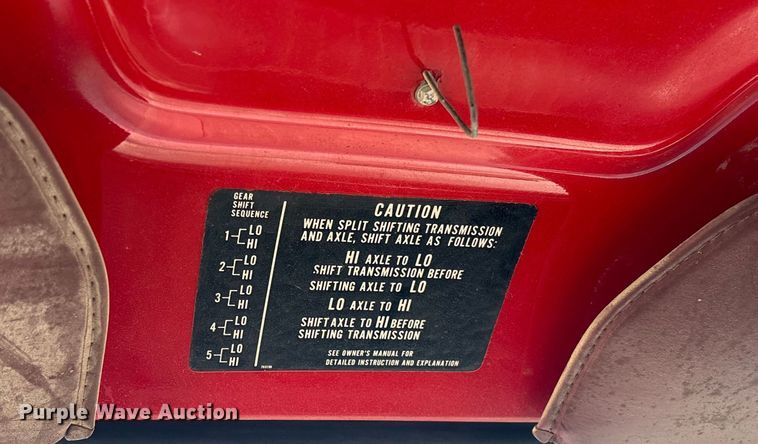 GEAR
SHIFT
SEQUENCE
1 LO
HI
2 LO
HI
3 LO
HI
4 LO
HI
5 LO
HI
CAUTION
WHEN SPLIT SHIFTING TRANSMISSION
AND AXLE, SHIFT AXLE AS FOLLOWS:
HI AXLE TO LO
SHIFT TRANSMISSION BEFORE
SHIFTING AXLE TO LO
LO AXLE TO HI
SHIFT AXLE TO HI BEFORE
SHIFTING TRANSMISSION
SEE OWNER'S MANUAL FOR
DETAILED INSTRUCTION AND EXPLANATION
Purple Wave Auction